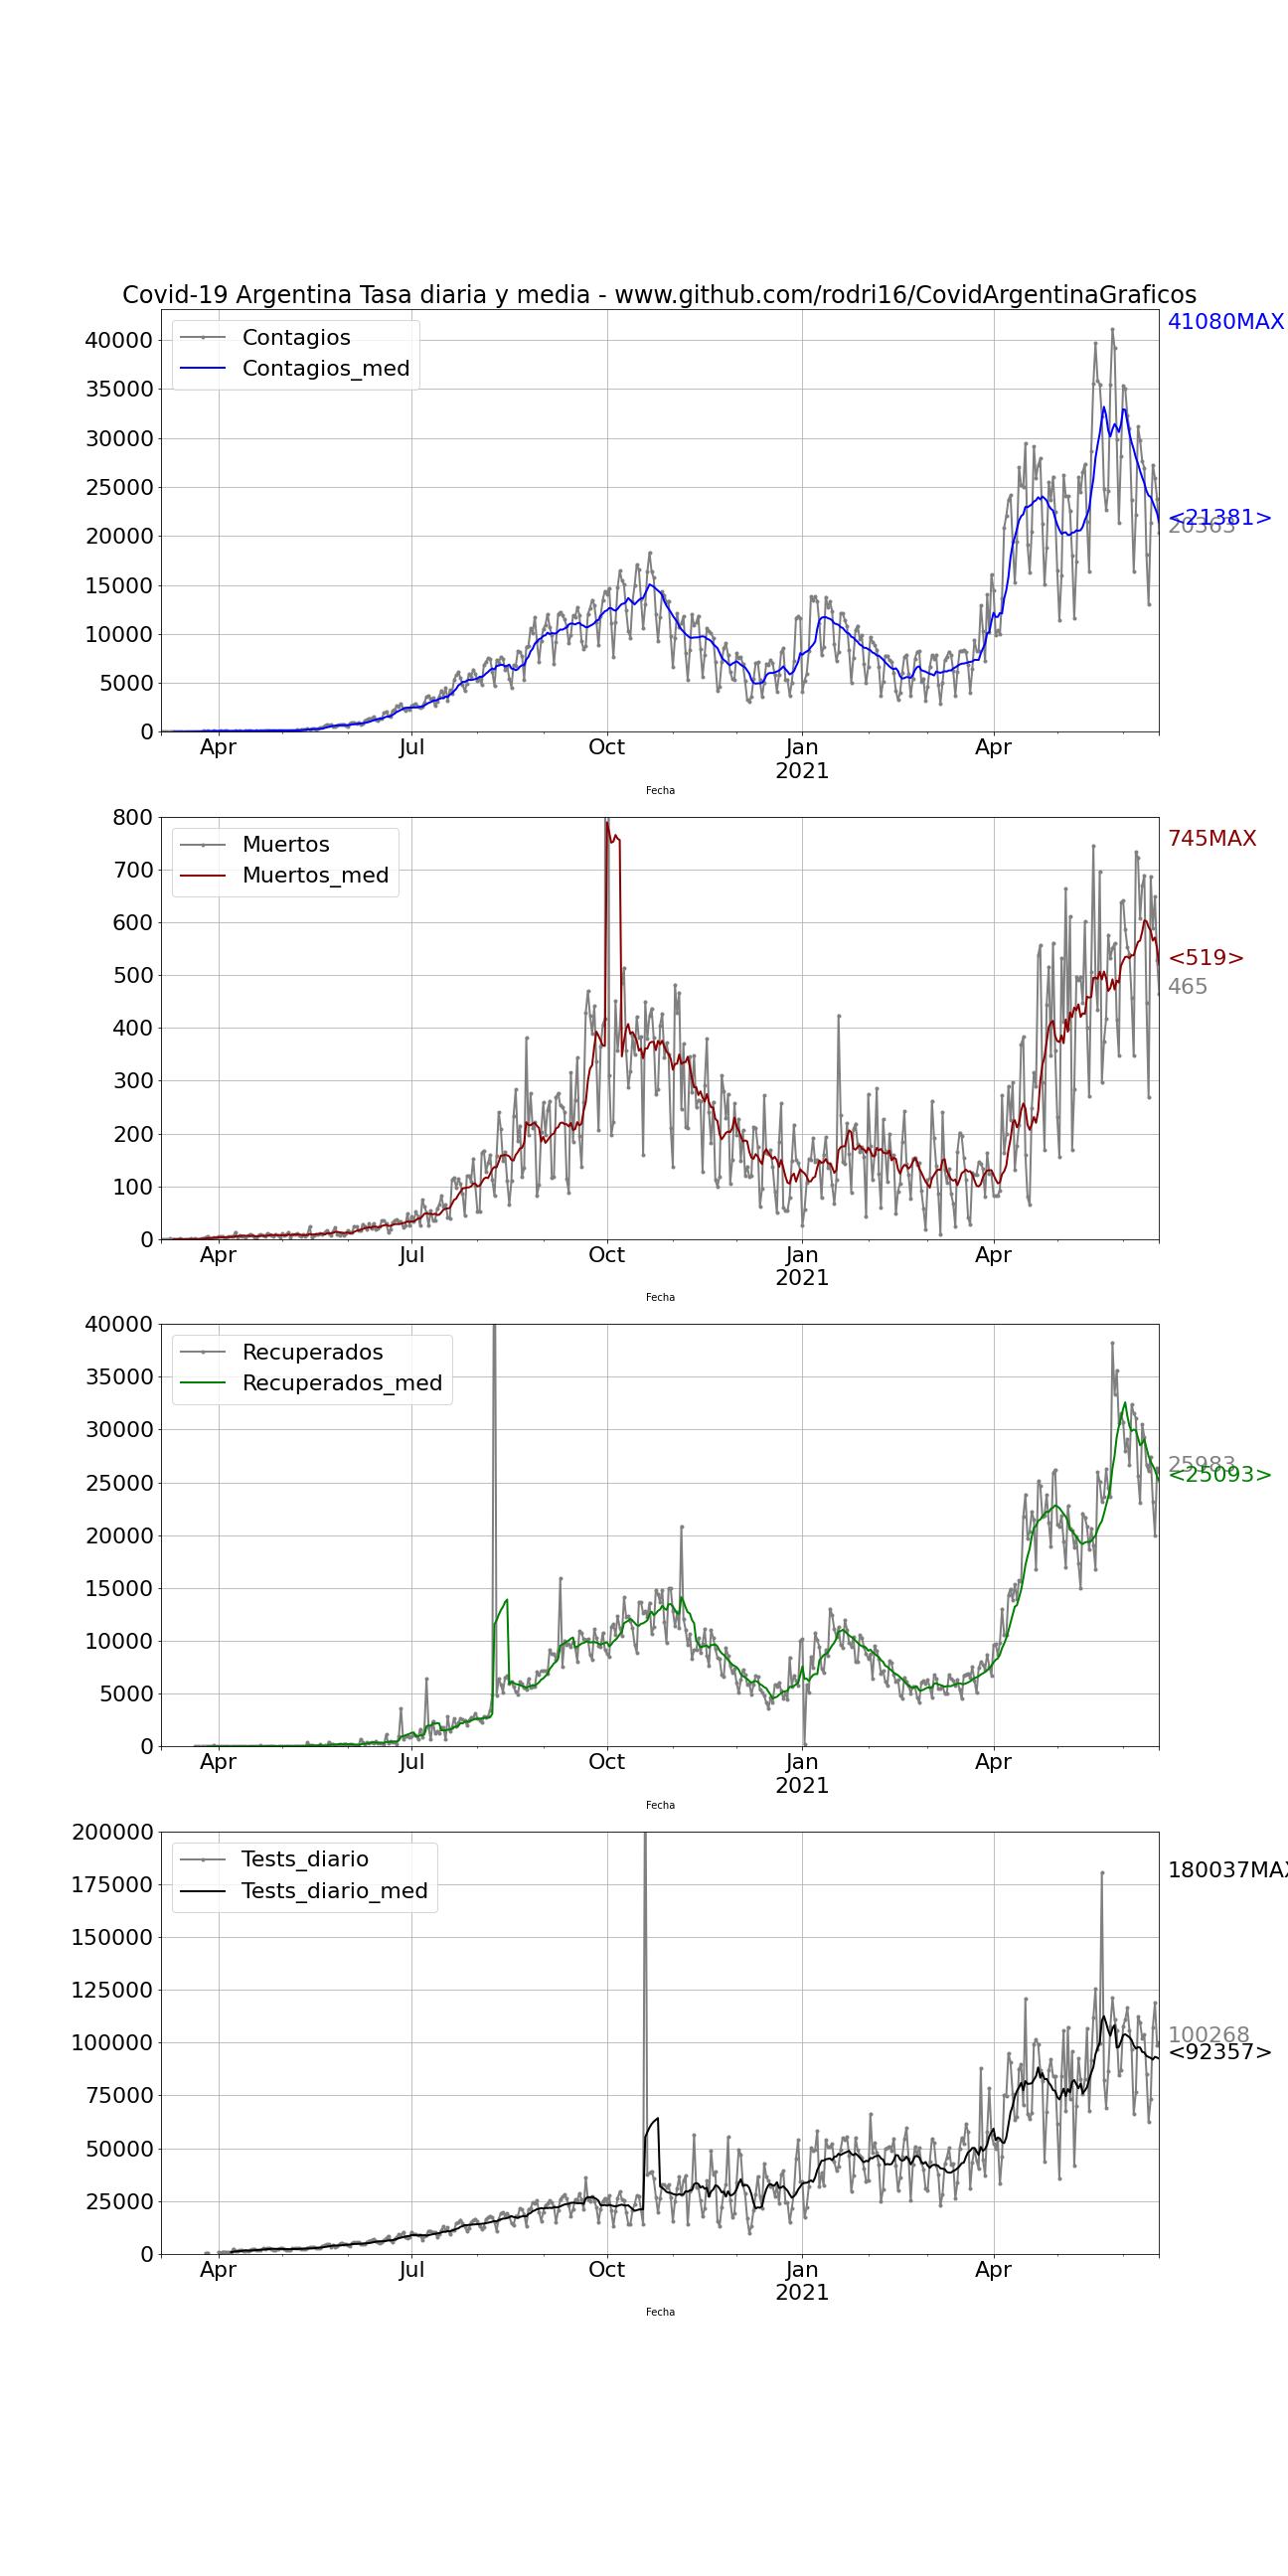 Covid-19 Argentina Tasa diaria y media - www.github.com/rodri16/CovidArgentinaGraficos
41080MAX
Contagios
Contagios_med
40000
35000
30000
25000
20000
15000
10000
5000
0
<21381>
20363
Apr Jul Oct Jan Apr
2021
Fecha
800
745MAX
Muertos
Muertos_med
700
600
500
400
300
200
100
0
<519>
465
Apr Jul Oct Jan Apr
2021
Fecha
40000
Recuperados
Recuperados_med
35000
30000
25000
20000
15000
10000
5000
0
25983
<25093>
Apr Jul Oct Jan Apr
2021
Fecha
200000
Tests_diario
Tests_diario_med
180037MAX
175000
150000
125000
100000
75000
50000
25000
0
100268
<92357>
Apr Jul Oct Jan Apr
2021
Fecha